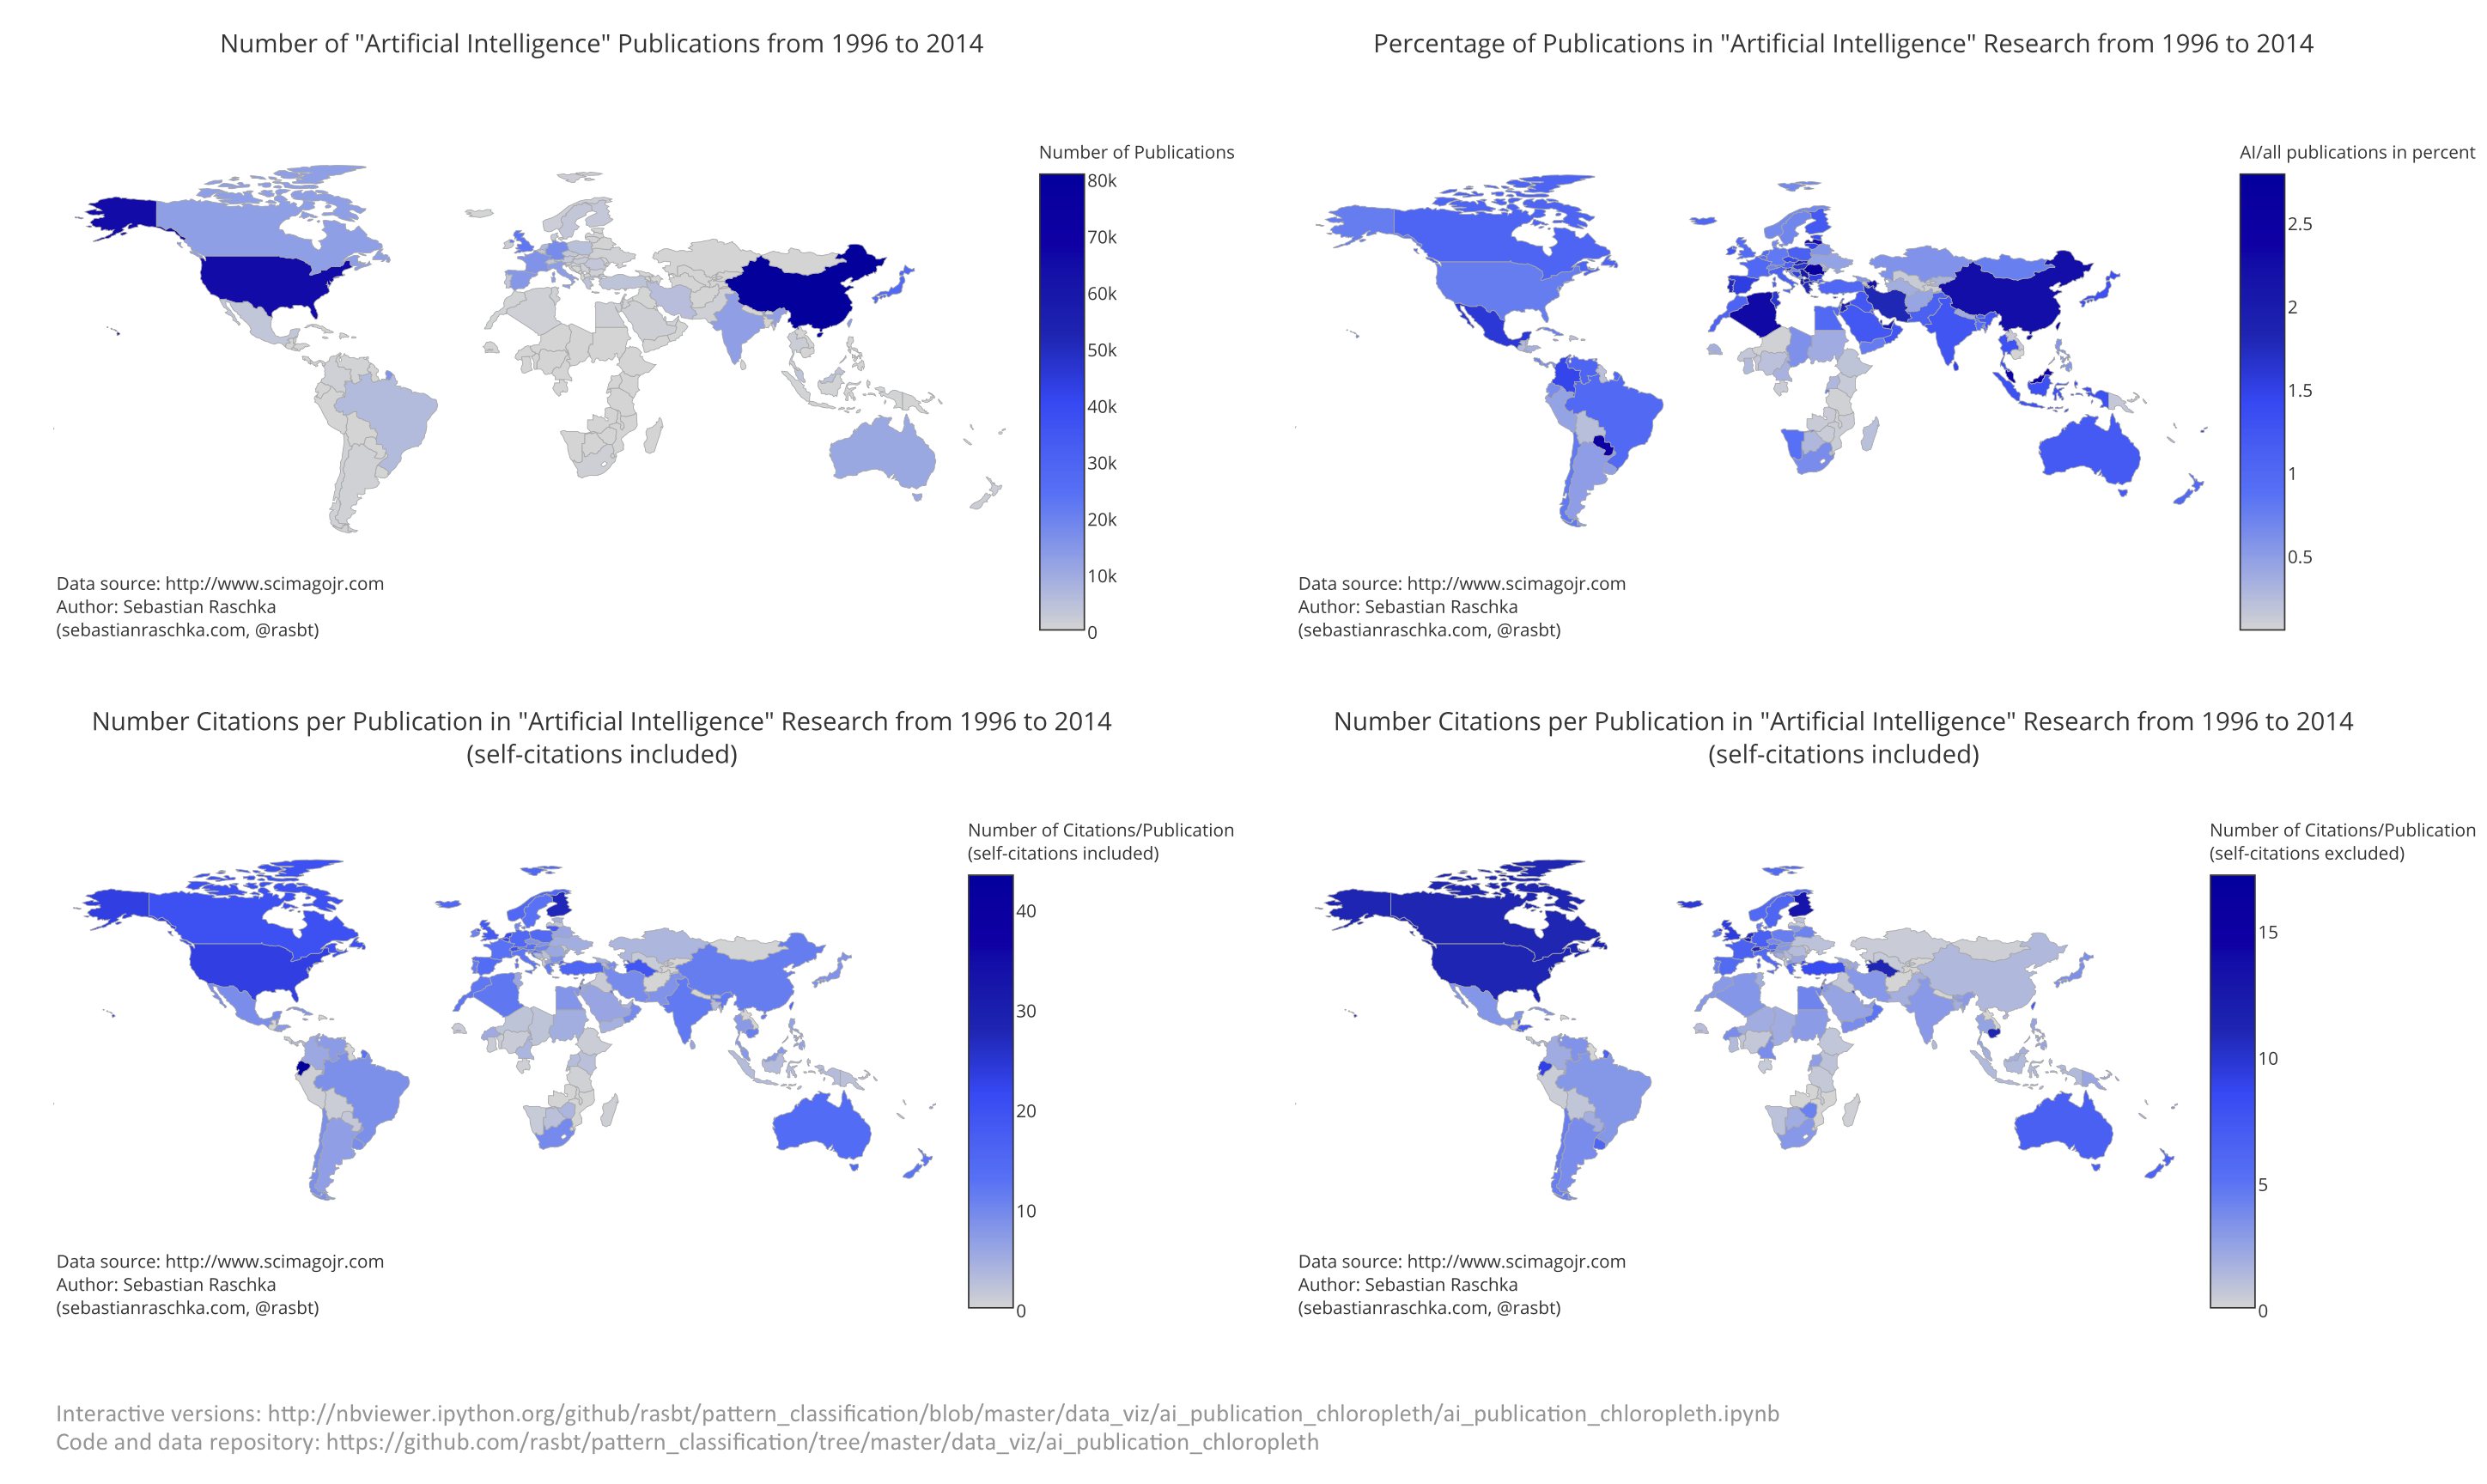 Number of "Artificial Intelligence" Publications from 1996 to 2014
Number of Publications
80k
70k
60k
50k
40k
30k
20k
10k
0
Data source: http://www.scimagojr.com
Author: Sebastian Raschka
(sebastianraschka.com, @rasbt)
Percentage of Publications in "Artificial Intelligence" Research from 1996 to 2014
AI/all publications in percent
2.5
2
1.5
1
0.5
Data source: http://www.scimagojr.com
Author: Sebastian Raschka
(sebastianraschka.com, @rasbt)
Number Citations per Publication in "Artificial Intelligence" Research from 1996 to 2014
(self-citations included)
Number of Citations/Publication
(self-citations included)
40
30
20
10
0
Data source: http://www.scimagojr.com
Author: Sebastian Raschka
(sebastianraschka.com, @rasbt)
Number Citations per Publication in "Artificial Intelligence" Research from 1996 to 2014
(self-citations included)
Number of Citations/Publication
(self-citations excluded)
15
10
5
0
Data source: http://www.scimagojr.com
Author: Sebastian Raschka
(sebastianraschka.com, @rasbt)
Interactive versions: http://nbviewer.ipython.org/github/rasbt/pattern_classification/blob/master/data_viz/ai_publication_chloropleth/ai_publication_chloropleth.ipynb
Code and data repository: https://github.com/rasbt/pattern_classification/tree/master/data_viz/ai_publication_chloropleth